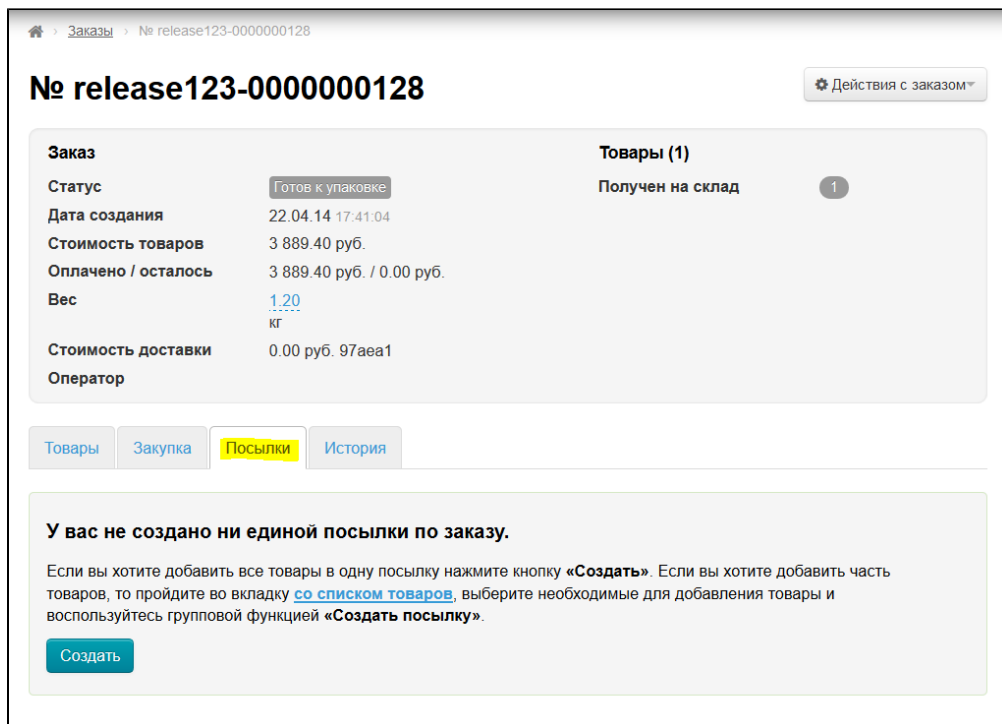 Заказы › № release123-0000000128
№ release123-0000000128
Действия с заказом
Заказ
Товары (1)
Статус Готов к упаковке
Получен на склад 1
Дата создания 22.04.14 17:41:04
Стоимость товаров 3 889.40 руб.
Оплачено / осталось 3 889.40 руб. / 0.00 руб.
Вес 1.20
кг
Стоимость доставки 0.00 руб. 97aea1
Оператор
Товары Закупка Посылки История
У вас не создано ни единой посылки по заказу.
Если вы хотите добавить все товары в одну посылку нажмите кнопку «Создать». Если вы хотите добавить часть
товаров, то пройдите во вкладку со списком товаров, выберите необходимые для добавления товары и
воспользуйтесь групповой функцией «Создать посылку».
Создать